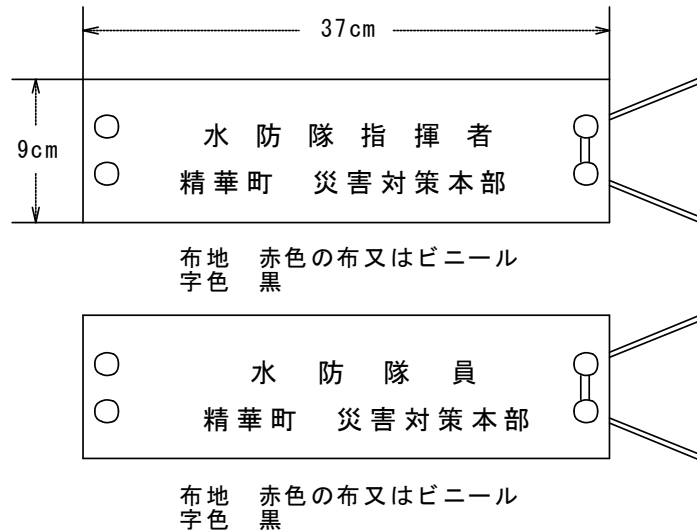 37cm
9cm
水防隊指揮者
精華町　災害対策本部
布地　赤色の布又はビニール
字色　黒
水防隊員
精華町　災害対策本部
布地　赤色の布又はビニール
字色　黒